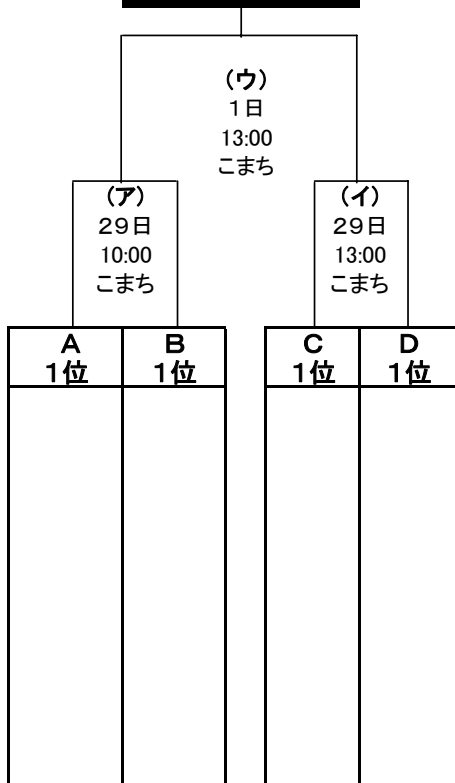 (ウ)
1日
13:00
こまち
(ア)
29日
10:00
こまち
(イ)
29日
13:00
こまち
A
1位
B
1位
C
1位
D
1位